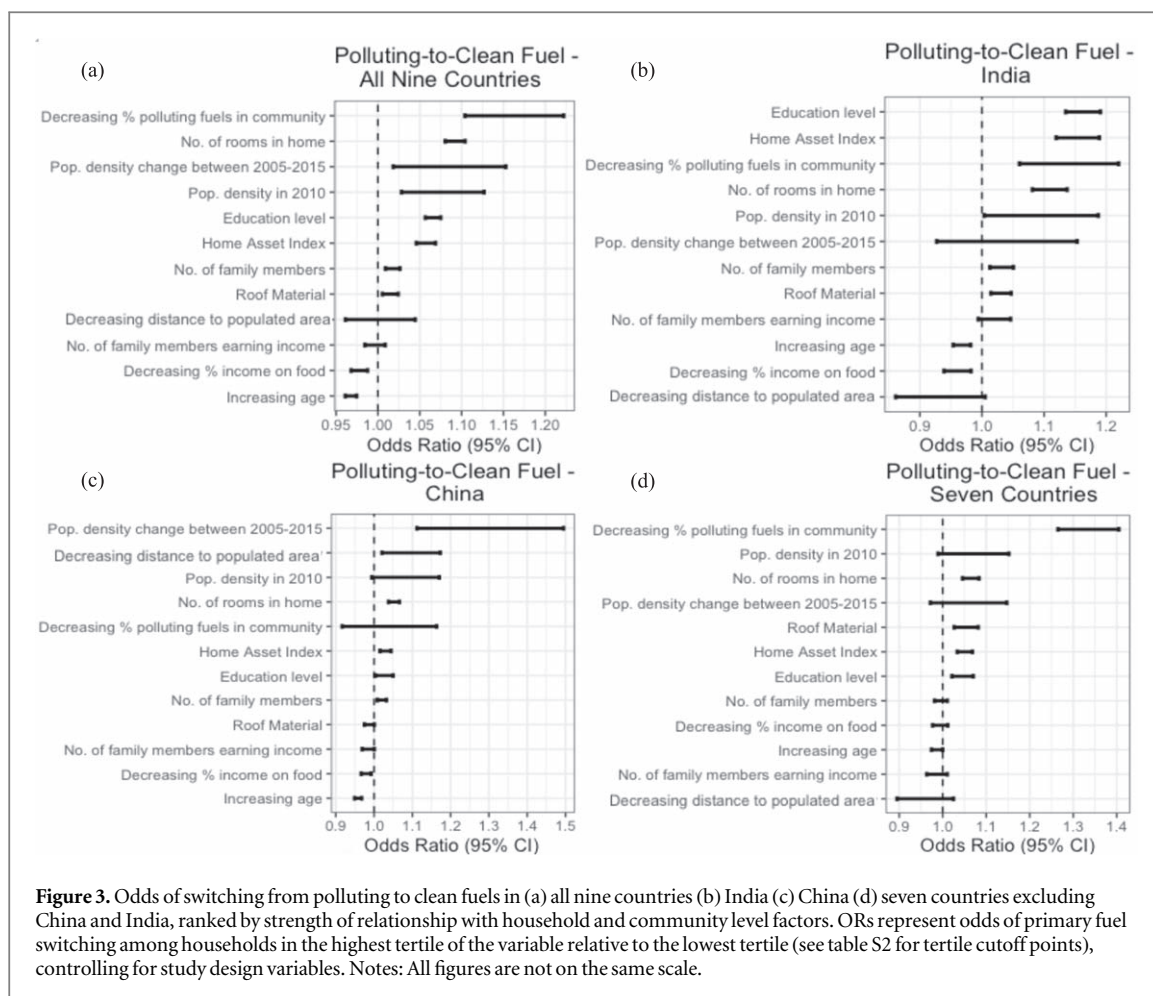 (a)
Polluting-to-Clean Fuel -
All Nine Countries
Decreasing % polluting fuels in community
No. of rooms in home
Pop. density change between 2005-2015
Pop. density in 2010
Education level
Home Asset Index
No. of family members
Roof Material
Decreasing distance to populated area
No. of family members earning income
Decreasing % income on food
Increasing age
0.95 1.00 1.05 1.10 1.15 1.20
Odds Ratio (95% CI)
(b)
Polluting-to-Clean Fuel -
India
Education level
Home Asset Index
Decreasing % polluting fuels in community
No. of rooms in home
Pop. density in 2010
Pop. density change between 2005-2015
No. of family members
Roof Material
No. of family members earning income
Increasing age
Decreasing % income on food
Decreasing distance to populated area
0.9 1.0 1.1 1.2
Odds Ratio (95% CI)
(c)
Polluting-to-Clean Fuel -
China
Pop. density change between 2005-2015
Decreasing distance to populated area
Pop. density in 2010
No. of rooms in home
Decreasing % polluting fuels in community
Home Asset Index
Education level
No. of family members
Roof Material
No. of family members earning income
Decreasing % income on food
Increasing age
0.9 1.0 1.1 1.2 1.3 1.4 1.5
Odds Ratio (95% CI)
(d)
Polluting-to-Clean Fuel -
Seven Countries
Decreasing % polluting fuels in community
Pop. density in 2010
No. of rooms in home
Pop. density change between 2005-2015
Roof Material
Home Asset Index
Education level
No. of family members
Decreasing % income on food
Increasing age
No. of family members earning income
Decreasing distance to populated area
0.9 1.0 1.1 1.2 1.3 1.4
Odds Ratio (95% CI)
Figure 3. Odds of switching from polluting to clean fuels in (a) all nine countries (b) India (c) China (d) seven countries excluding
China and India, ranked by strength of relationship with household and community level factors. ORs represent odds of primary fuel
switching among households in the highest tertile of the variable relative to the lowest tertile (see table S2 for tertile cutoff points),
controlling for study design variables. Notes: All figures are not on the same scale.